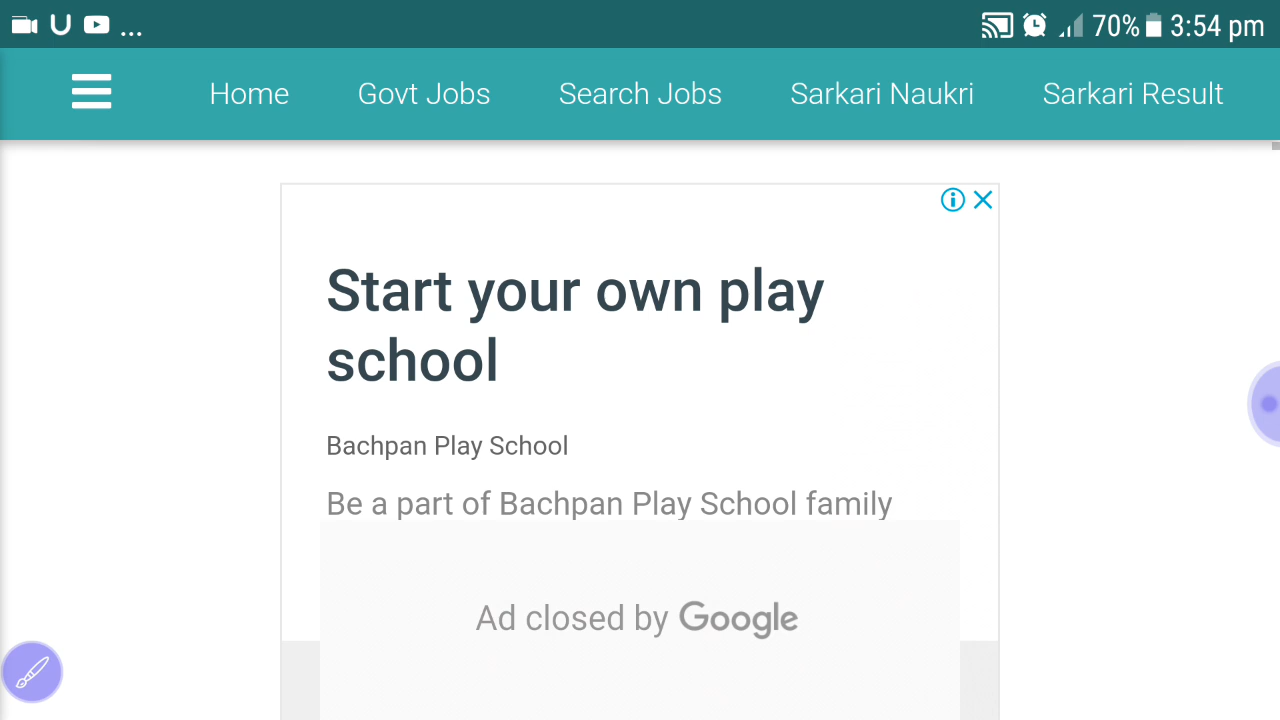 ... 70% 3:54 pm
Home Govt Jobs Search Jobs Sarkari Naukri Sarkari Result
Start your own play
school
Bachpan Play School
Be a part of Bachpan Play School family
Ad closed by Google